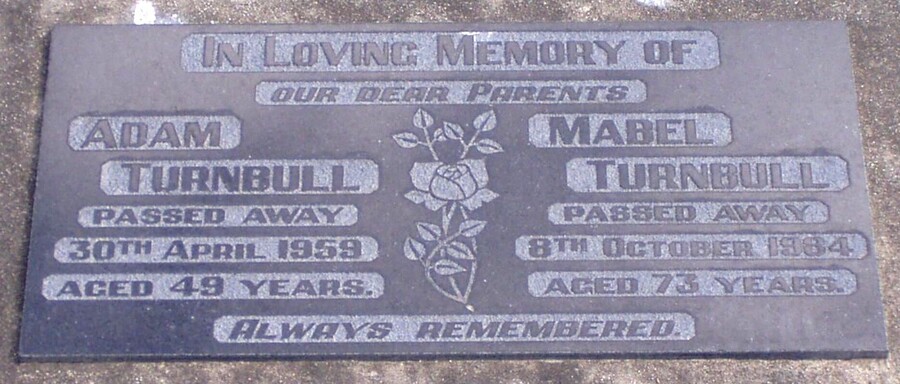 IN LOVING MEMORY OF
OUR DEAR PARENTS
ADAM
TURNBULL
PASSED AWAY
30TH APRIL 1959
AGED 49 YEARS.
MABEL
TURNBULL
PASSED AWAY
8TH OCTOBER 1984
AGED 73 YEARS.
ALWAYS REMEMBERED.